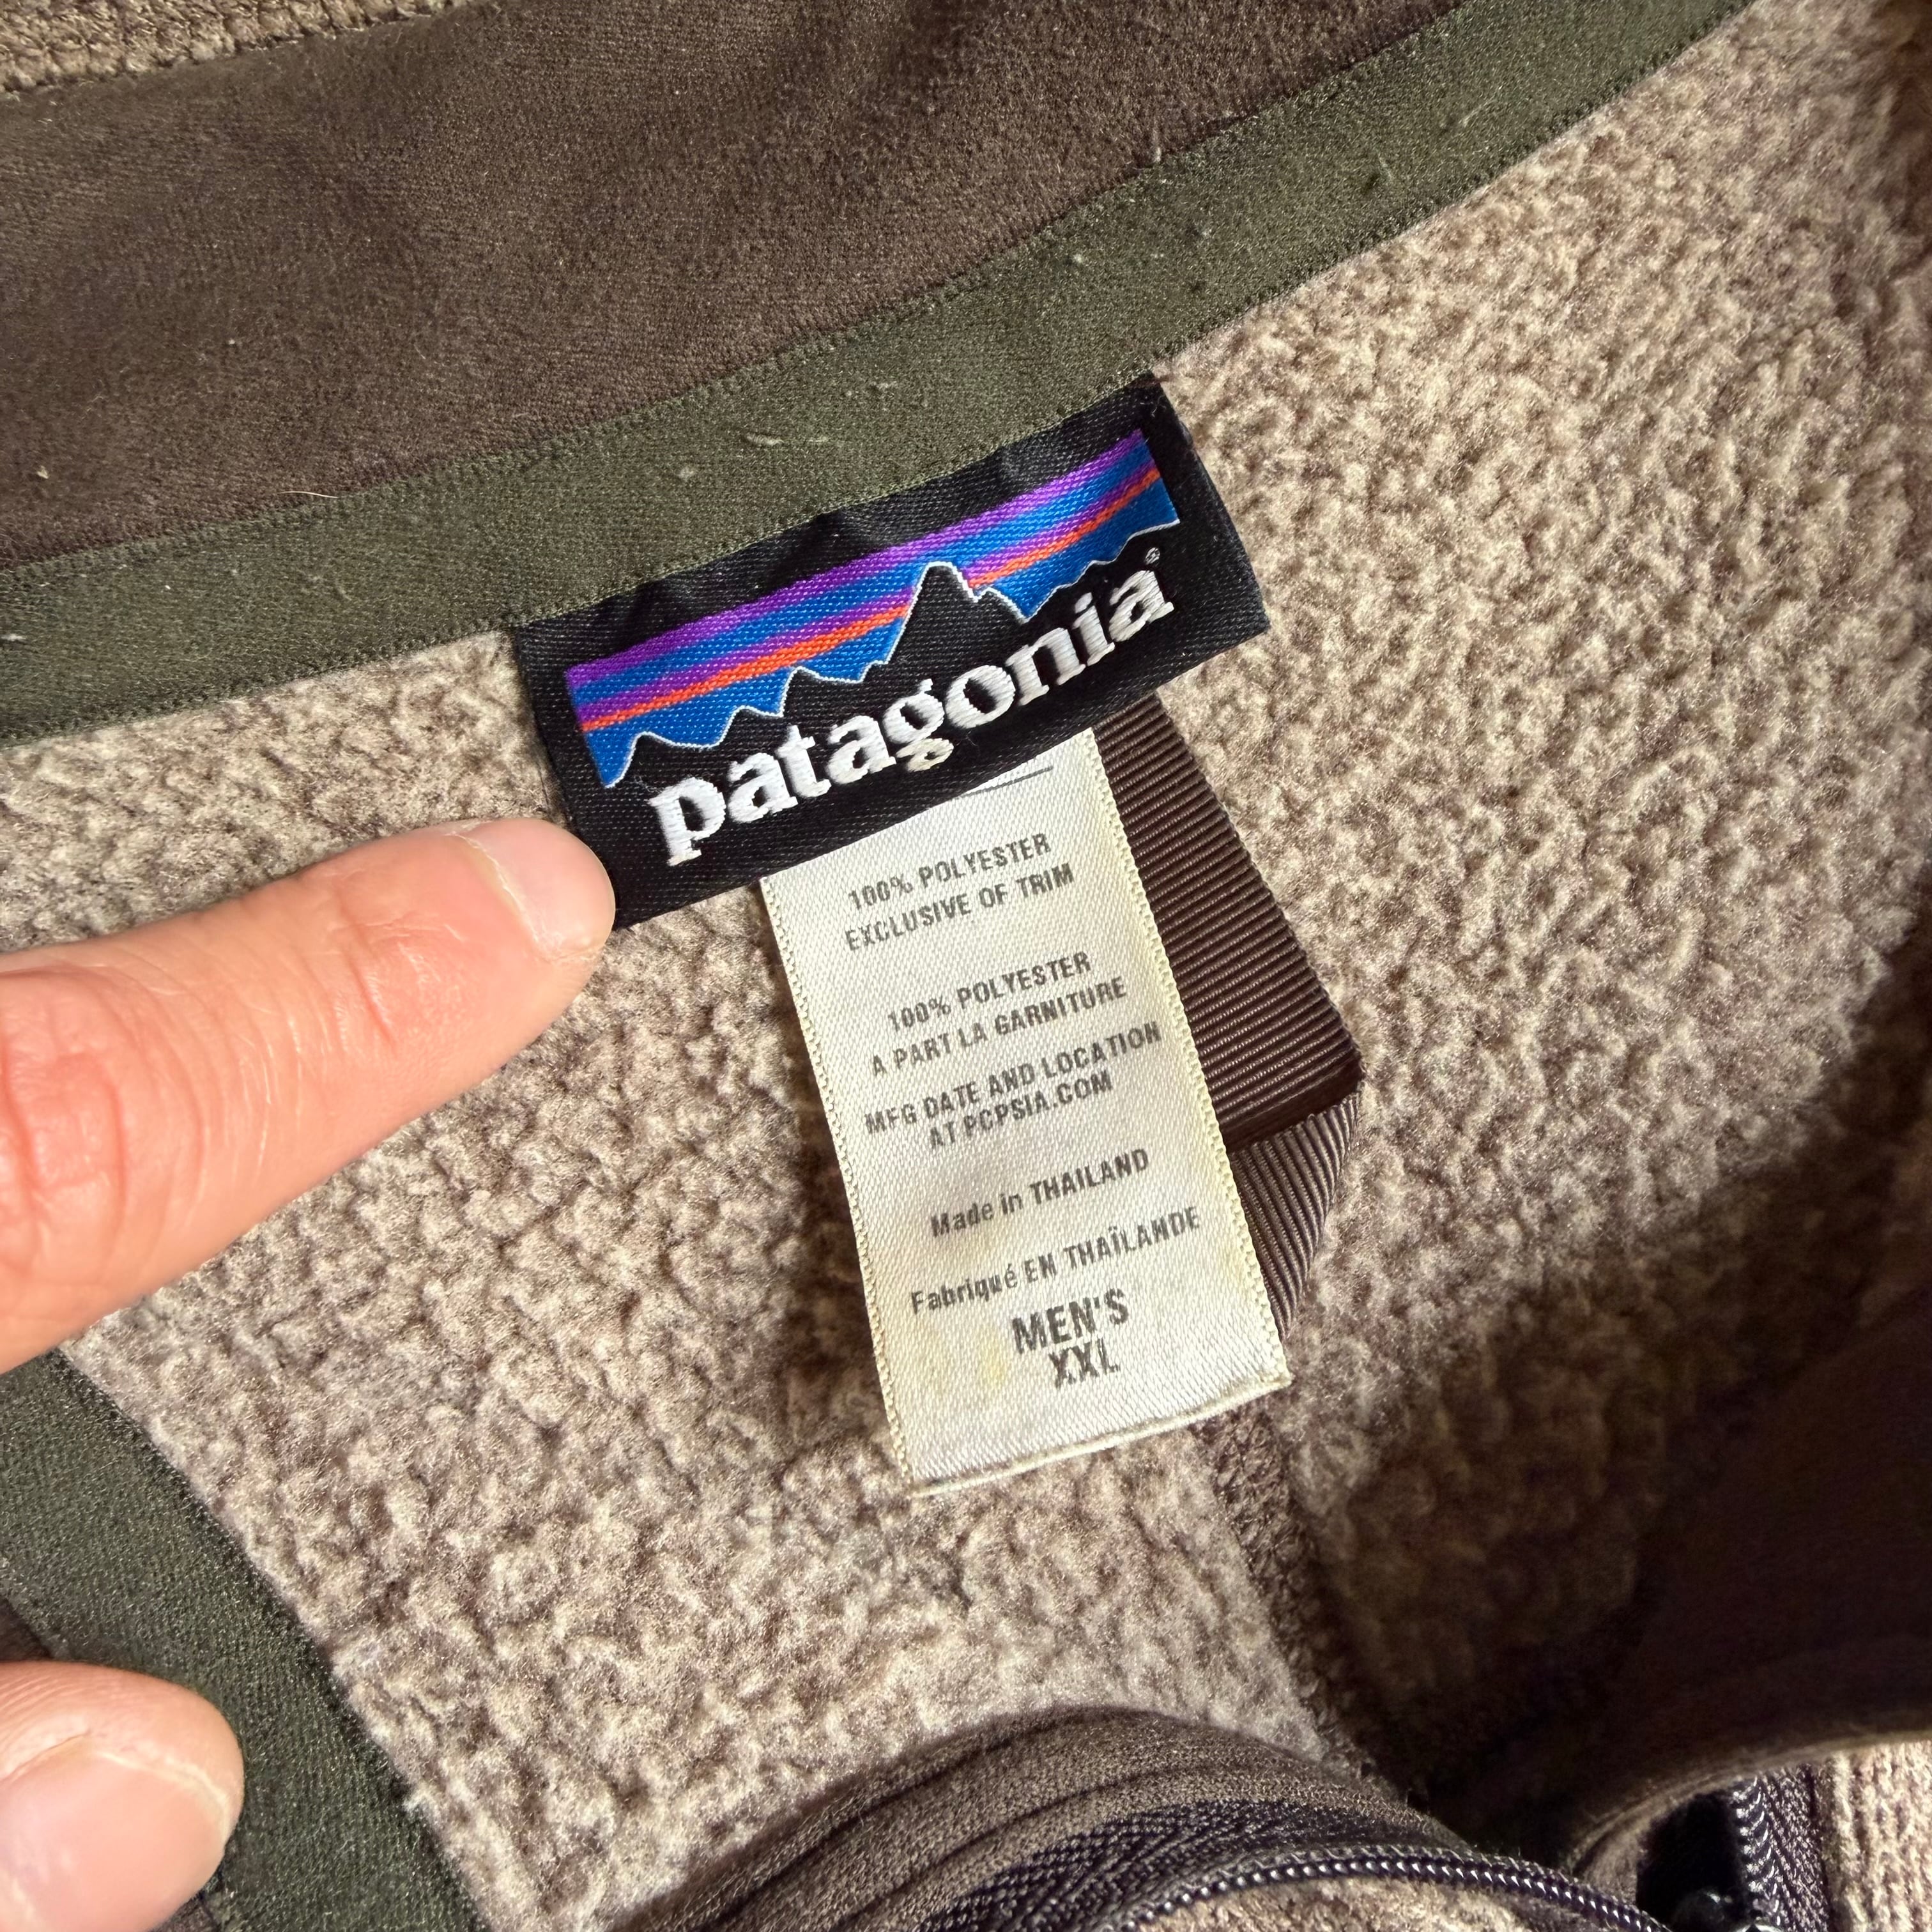 patagonia®
100% POLYESTER
EXCLUSIVE OF TRIM
100% POLYESTER
A PART LA GARNITURE
MFG DATE AND LOCATION
AT PCPSIA.COM
Made in THAILAND
Fabriqué EN THAÏLANDE
MEN'S
XXL